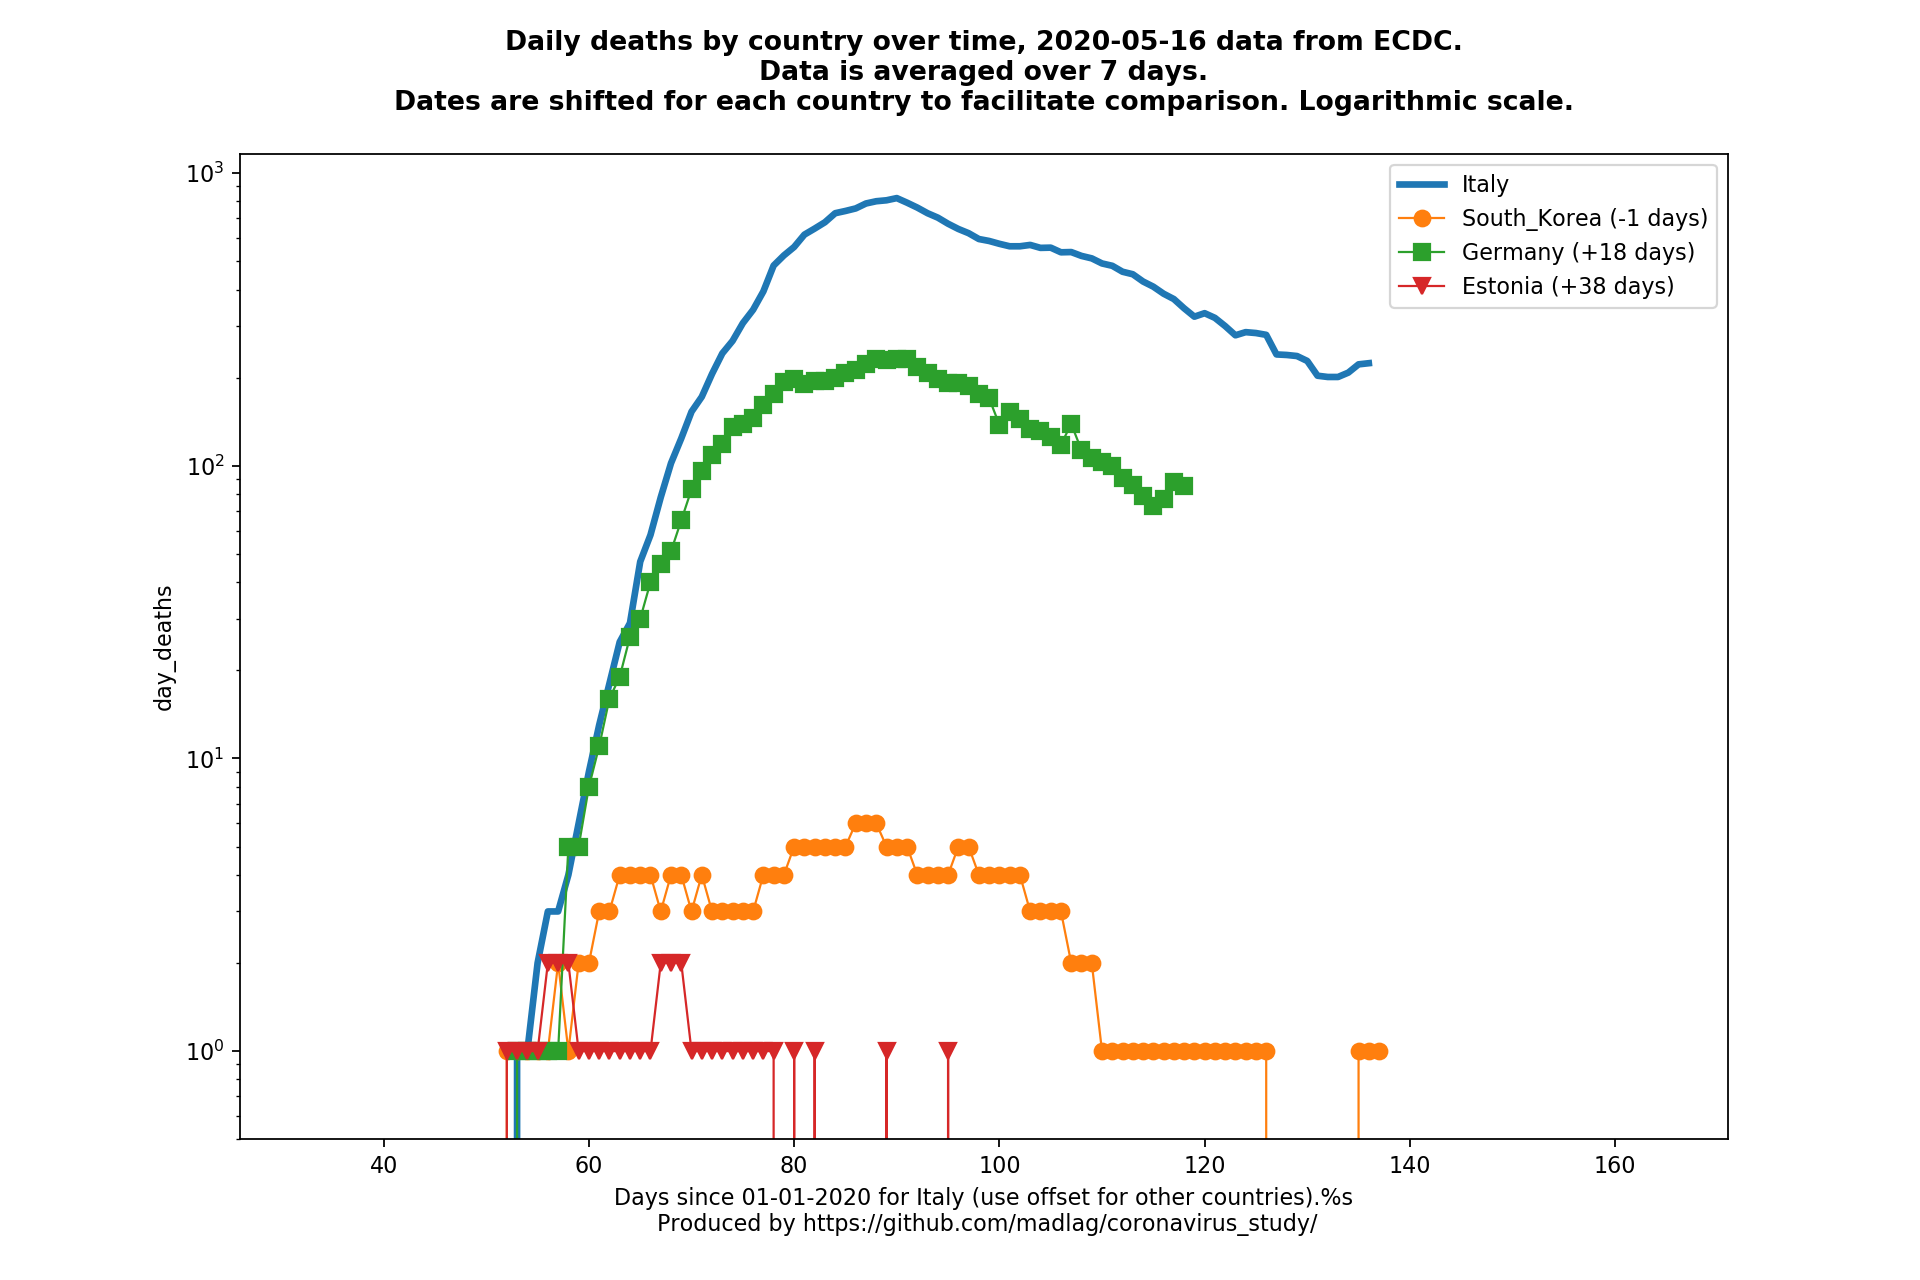 Daily deaths by country over time, 2020-05-16 data from ECDC.
Data is averaged over 7 days.
Dates are shifted for each country to facilitate comparison. Logarithmic scale.
Italy
South_Korea (-1 days)
Germany (+18 days)
Estonia (+38 days)
10³
10²
10¹
10⁰
day_deaths
40 60 80 100 120 140 160
Days since 01-01-2020 for Italy (use offset for other countries).%s
Produced by https://github.com/madlag/coronavirus_study/